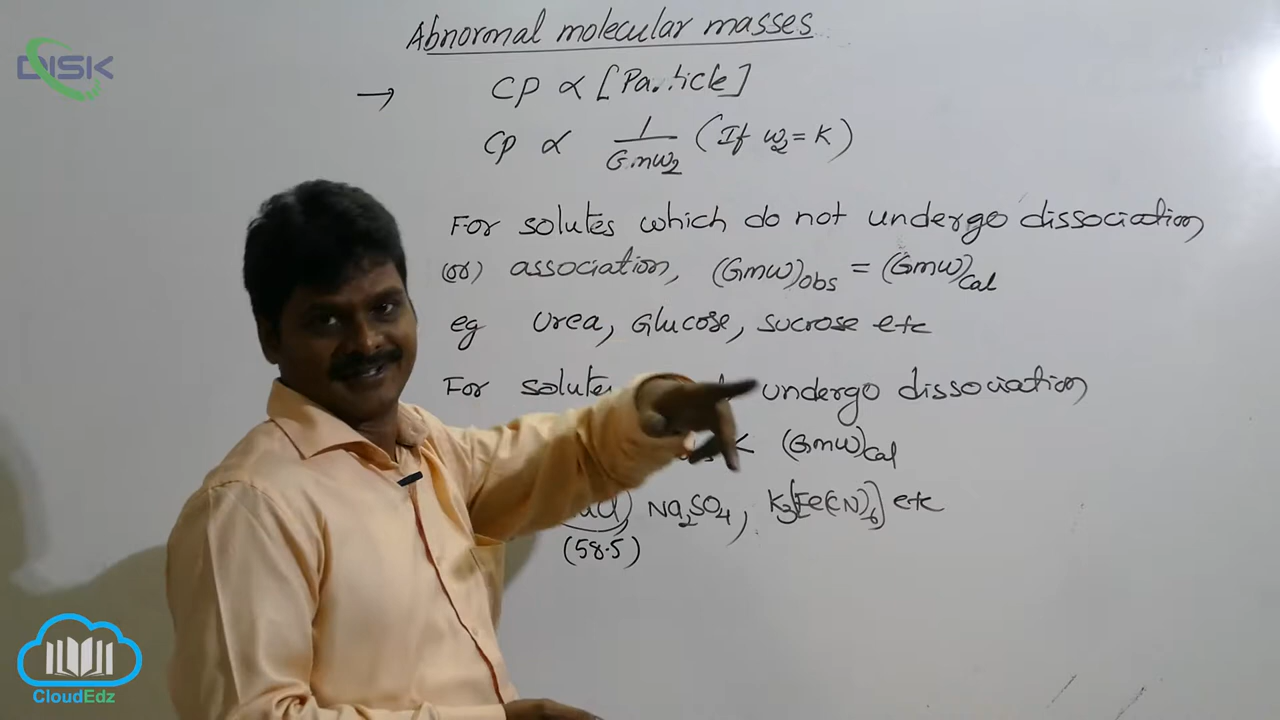 Abnormal molecular masses
DISK
→ CP ∝ [Particle]
CP ∝ 1/GMW₂ (If w₂ = K)
For solutes which do not undergo dissociation
(or) association, (GMW)obs = (GMW)Cal
eg Urea, Glucose, sucrose etc
For solutes undergo dissociation
< (GMW)Cal
Na₂SO₄, K₃[Fe(CN)₆] etc
(58.5)
CloudEdz